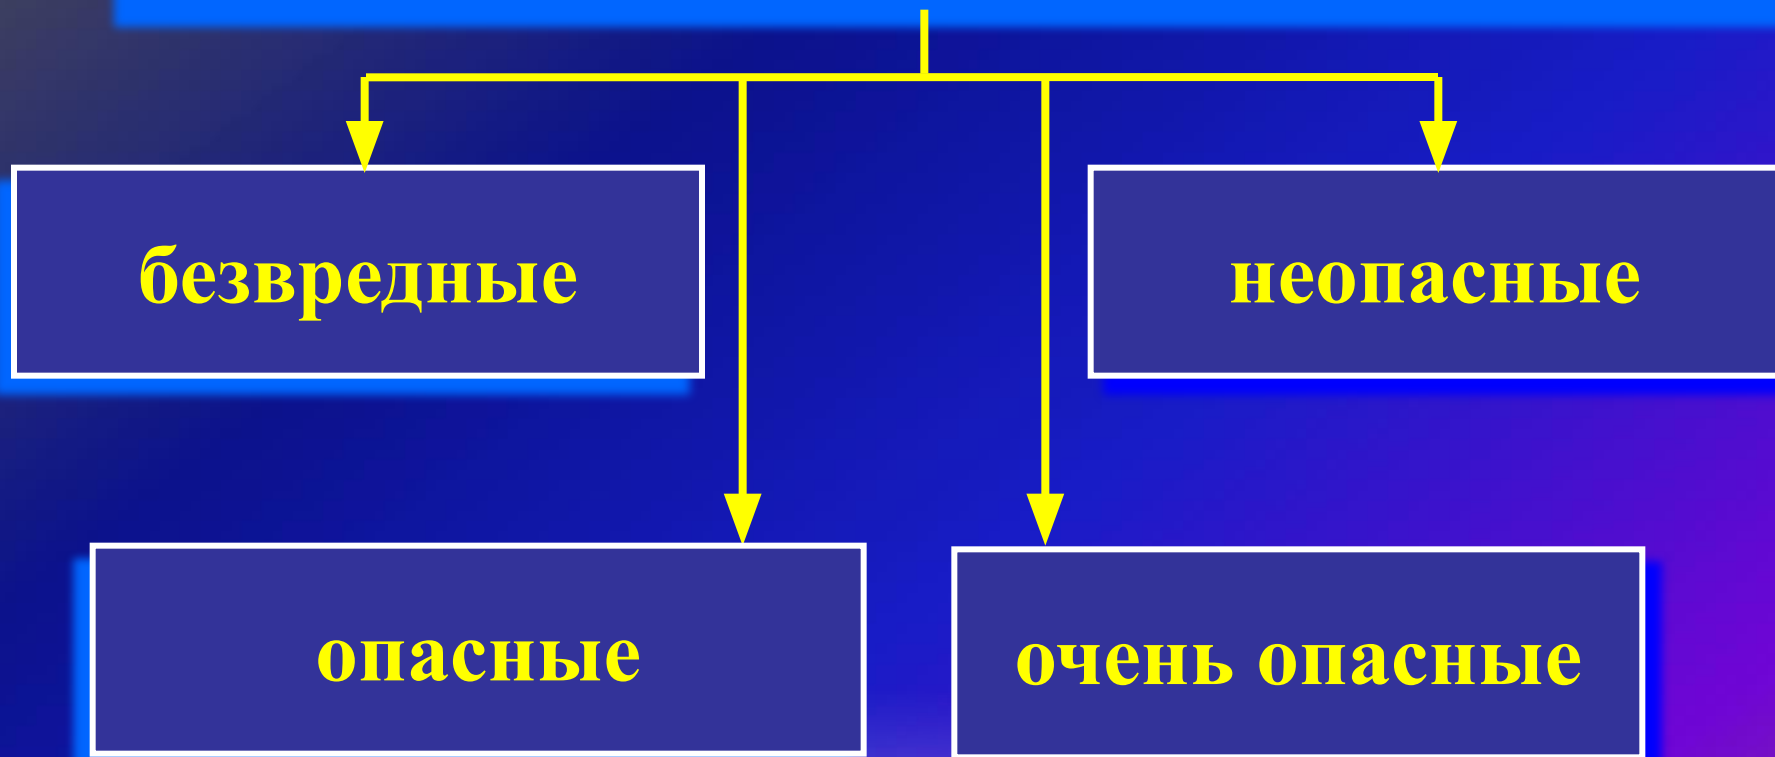 безвредные
неопасные
опасные
очень опасные